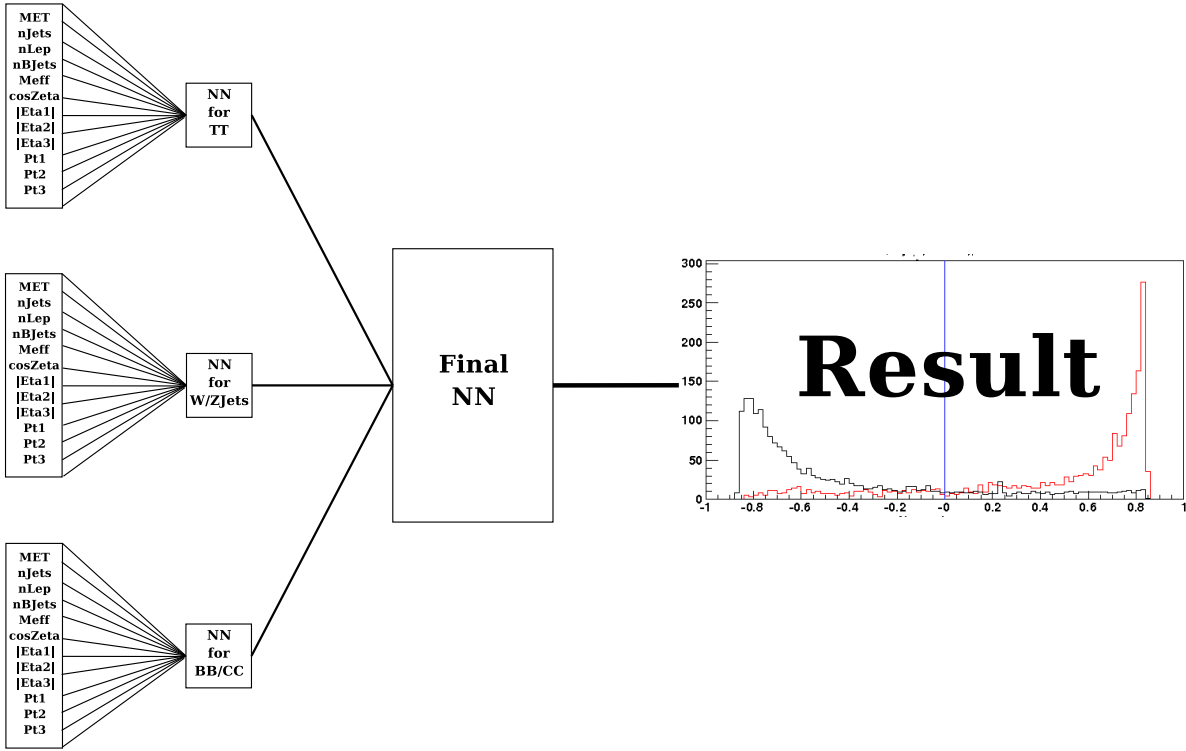 MET
nJets
nLep
nBJets
Meff
cosZeta
|Eta1|
|Eta2|
|Eta3|
Pt1
Pt2
Pt3
NN
for
TT
MET
nJets
nLep
nBJets
Meff
cosZeta
|Eta1|
|Eta2|
|Eta3|
Pt1
Pt2
Pt3
NN
for
W/ZJets
MET
nJets
nLep
nBJets
Meff
cosZeta
|Eta1|
|Eta2|
|Eta3|
Pt1
Pt2
Pt3
NN
for
BB/CC
Final
NN
Result
300
250
200
150
100
50
0
-1 -0.8 -0.6 -0.4 -0.2 -0 0.2 0.4 0.6 0.8 1